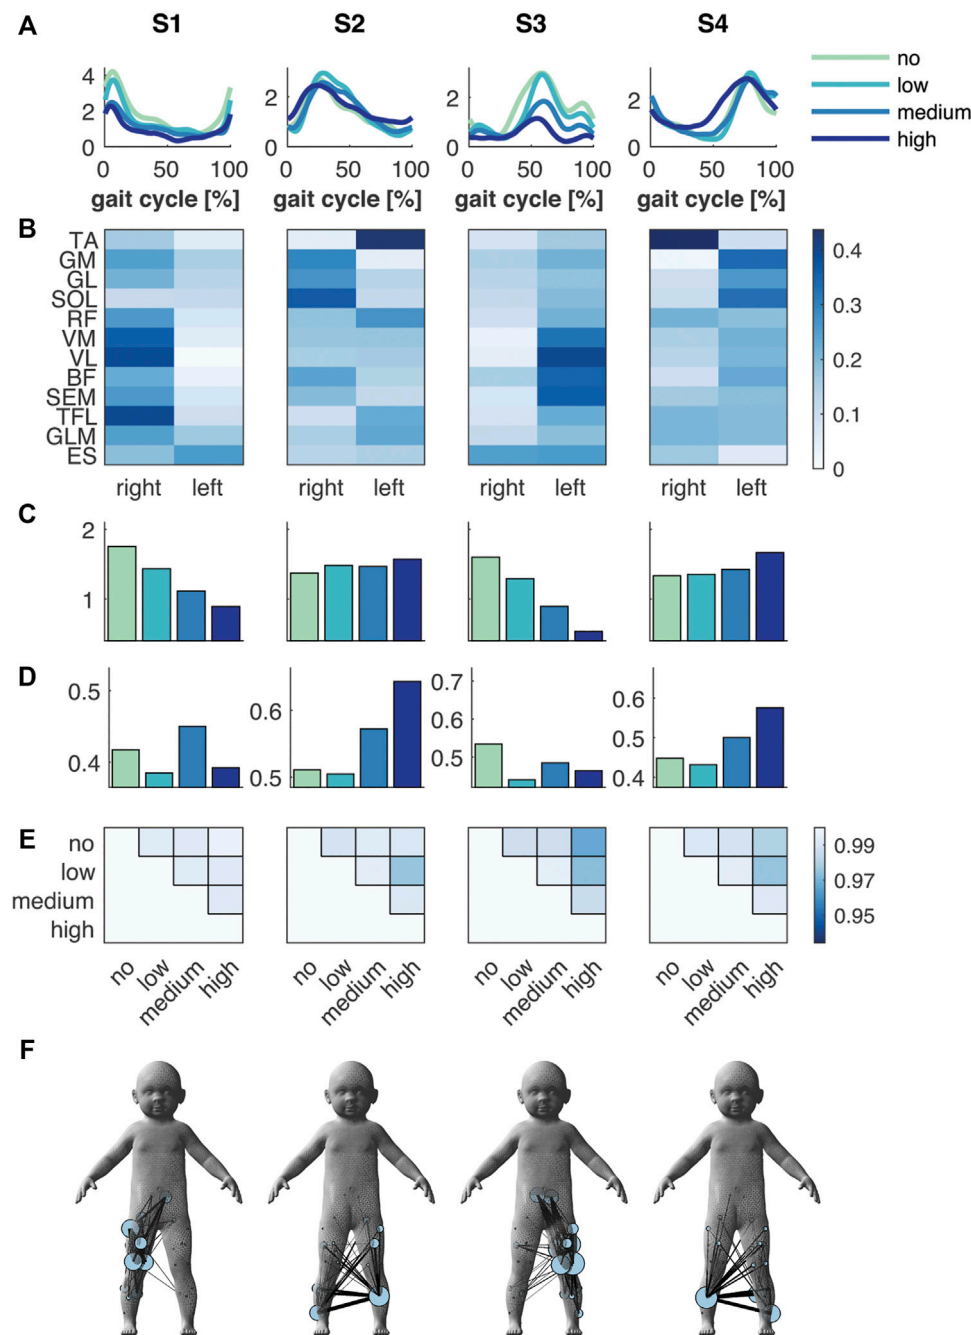 A S1 S2 S3 S4
no
low
medium
high
4
2
0
2
0
2
0
2
0
0 50 100 0 50 100 0 50 100 0 50 100
gait cycle [%] gait cycle [%] gait cycle [%] gait cycle [%]
B
TA
GM
GL
SOL
RF
VM
VL
BF
SEM
TFL
GLM
ES
0.4
0.3
0.2
0.1
0
right left right left right left right left
C
2
1
D
0.5
0.4
0.6
0.5
0.7
0.6
0.5
0.6
0.5
0.4
E
no
low
medium
high
0.99
0.97
0.95
no low medium high no low medium high no low medium high no low medium high
F